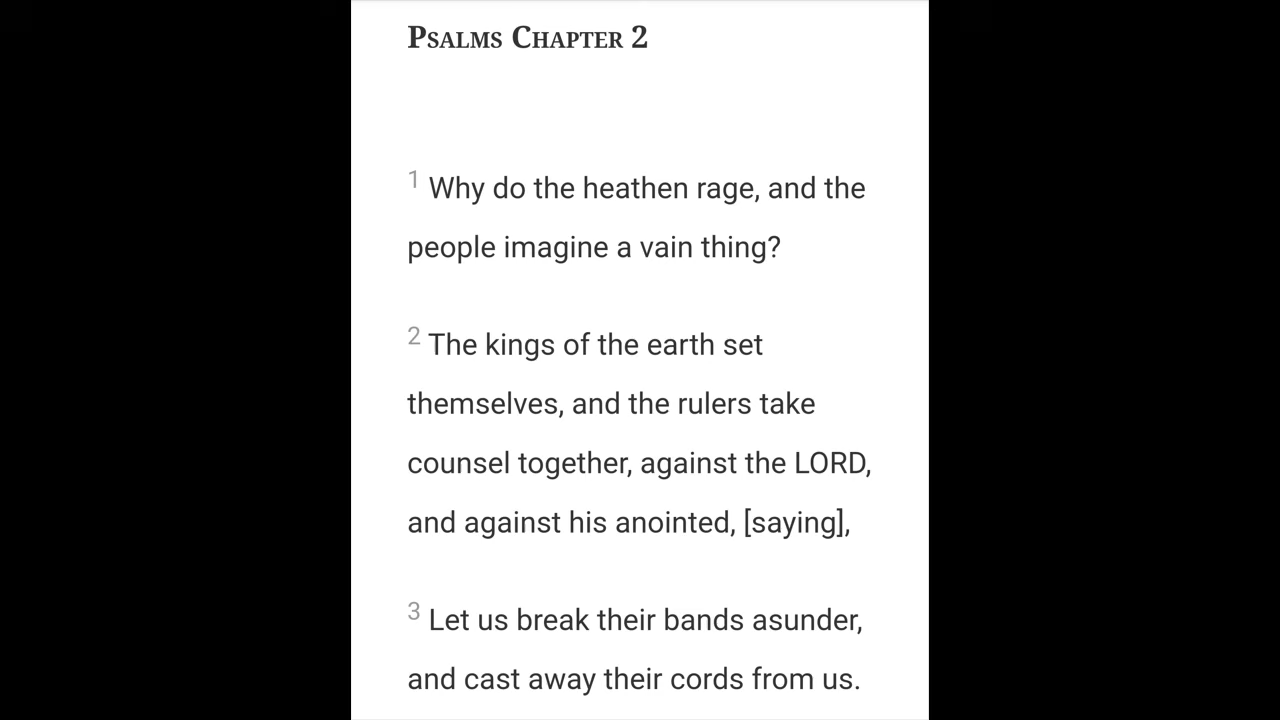 Psalms Chapter 2
1 Why do the heathen rage, and the
people imagine a vain thing?
2 The kings of the earth set
themselves, and the rulers take
counsel together, against the LORD,
and against his anointed, [saying],
3 Let us break their bands asunder,
and cast away their cords from us.